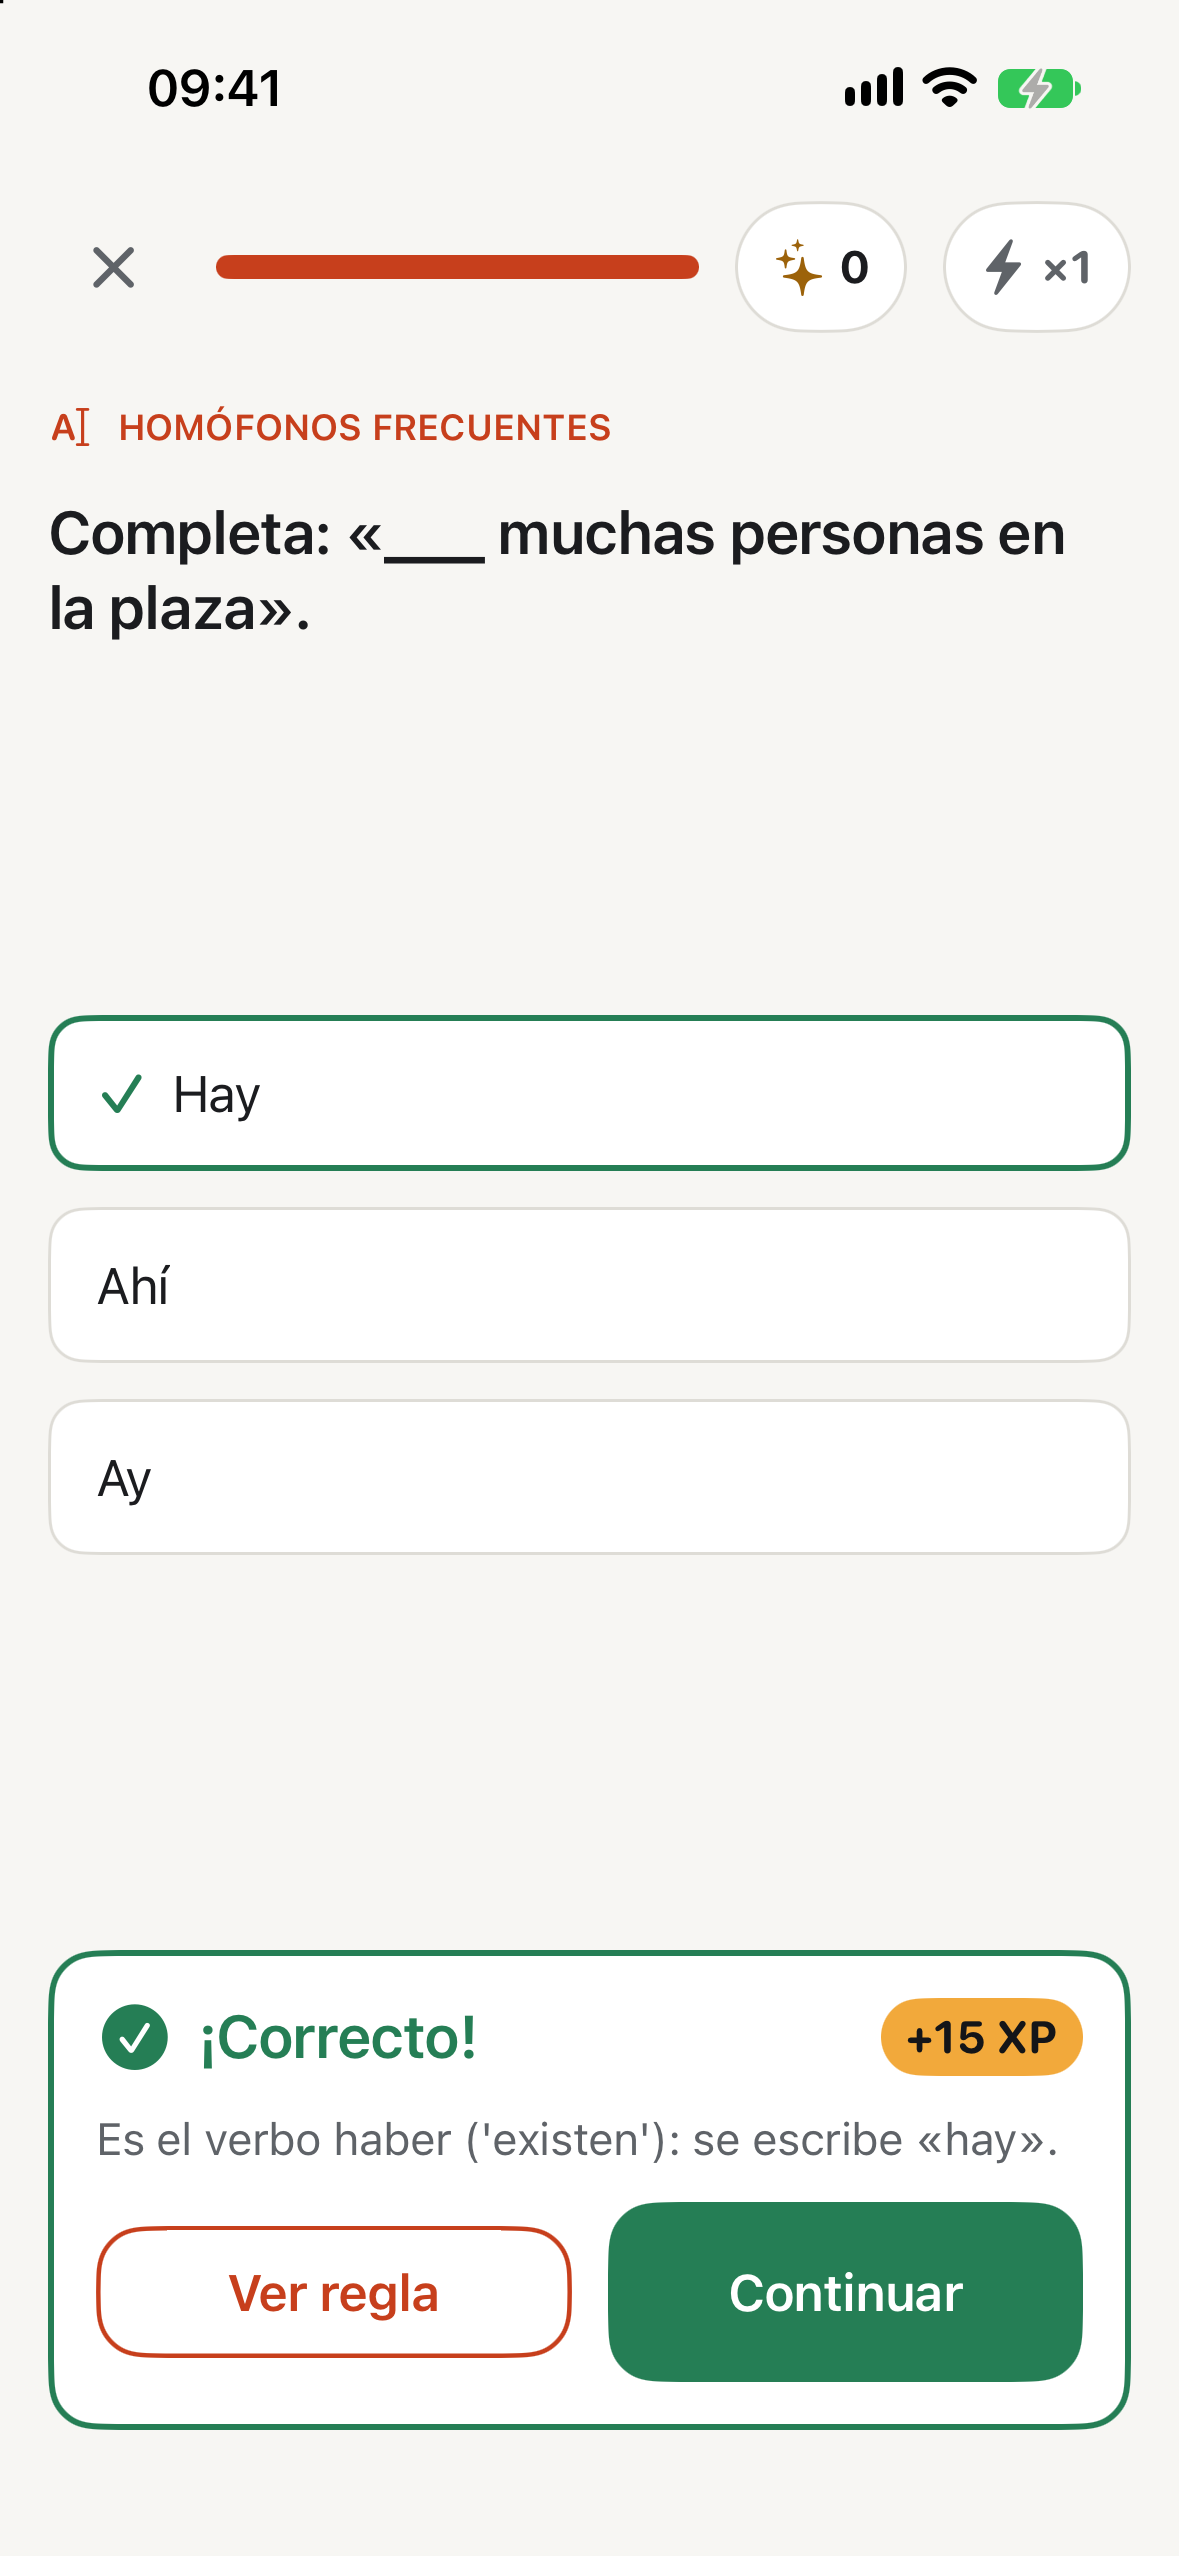 09:41
0
×1
HOMÓFONOS FRECUENTES
Completa: «___ muchas personas en
la plaza».
Hay
Ahí
Ay
¡Correcto!
+15 XP
Es el verbo haber ('existen'): se escribe «hay».
Ver regla
Continuar